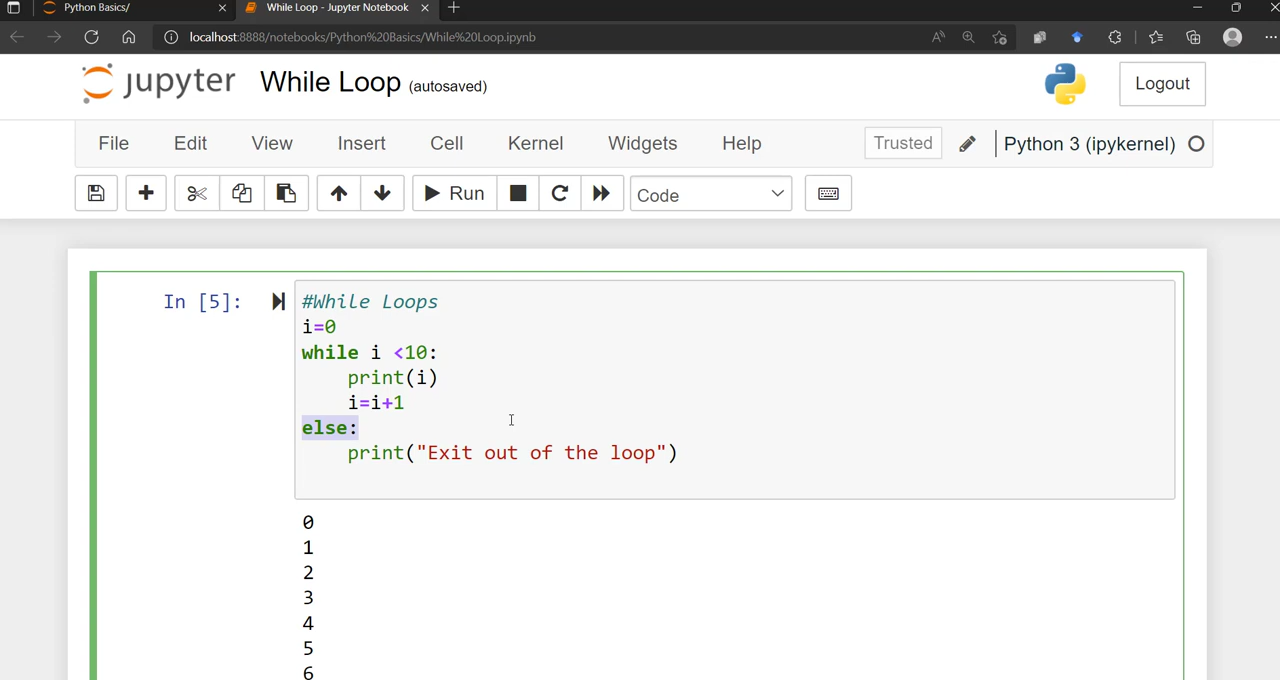 Python Basics/
While Loop - Jupyter Notebook
localhost:8888/notebooks/Python%20Basics/While%20Loop.ipynb
jupyter While Loop (autosaved)
Logout
File Edit View Insert Cell Kernel Widgets Help Trusted Python 3 (ipykernel)
Run Code
In [5]: #While Loops
i=0
while i <10:
    print(i)
    i=i+1
else:
    print("Exit out of the loop")
0
1
2
3
4
5
6